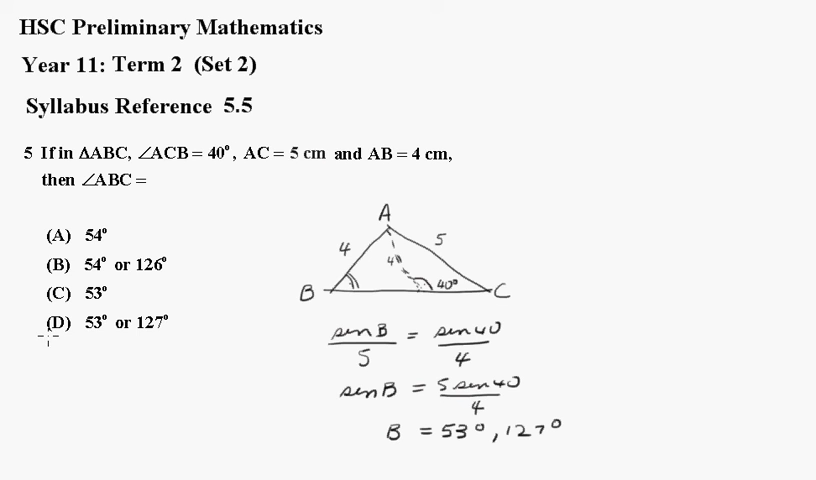 HSC Preliminary Mathematics
Year 11: Term 2 (Set 2)
Syllabus Reference 5.5
5 If in ΔABC, ∠ACB = 40°, AC = 5 cm and AB = 4 cm,
then ∠ABC =
(A) 54°
(B) 54° or 126°
(C) 53°
(D) 53° or 127°
A
4 5
4
B 40° C
sin B / 5 = sin 40 / 4
sin B = 5 sin 40 / 4
B = 53°, 127°